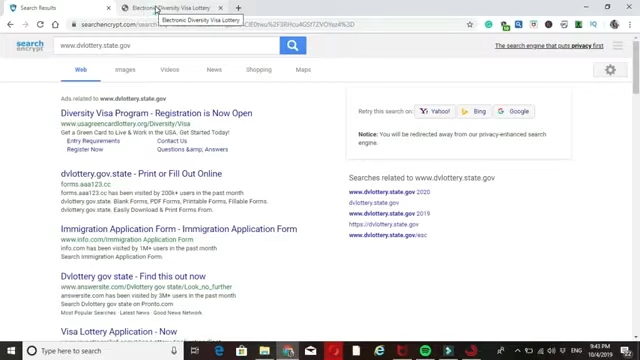 Search Results
Electronic Diversity Visa Lottery
searchencrypt.com/
Electronic Diversity Visa Lottery
search
encrypt
www.dvlottery.state.gov
The search engine that puts privacy first
Web Images Videos News Shopping Maps
Ads related to www.dvlottery.state.gov
Diversity Visa Program - Registration is Now Open
www.usagreencardlottery.org/Diversity/Visa
Get a Green Card to Live & Work in the USA. Get Started Today!
Entry Requirements Contact Us
Register Now Questions &amp; Answers
dvlottery.gov.state - Print or Fill Out Online
forms.aaa123.cc
forms.aaa123.cc has been visited by 200k+ users in the past month
dvlottery.gov.state. Blank Forms, PDF Forms, Printable Forms, Fillable Forms.
dvlottery.gov.state. Easily Download & Print Forms From.
Immigration Application Form - Immigration Application Form
www.info.com/Immigration Application Form
info.com has been visited by 1M+ users in the past month
Search Immigration Application Form
DVlottery gov state - Find this out now
www.answersite.com/DVlottery gov state/Look_no_further
answersite.com has been visited by 3M+ users in the past month
Search DVlottery gov state on Pronton.com
Most Popular Searches Latest News Good News Network
Visa Lottery Application - Now
Retry this search on:
Yahoo! Bing Google
Notice: You will be redirected away from our privacy-enhanced search
engine.
Searches related to www.dvlottery.state.gov
www.dvlottery.state.gov 2020
dvlottery.state.gov
www.dvlottery.state.gov 2019
https://dvlottery.state.gov
www.dvlottery.state.gov/esc
Type here to search
9:43 PM
10/4/2019